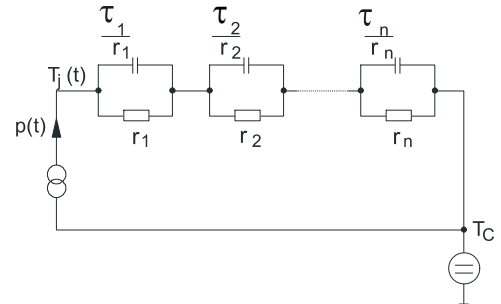 τ1 τ2 τn
r1 r2 rn
Tj (t)
p(t)
r1 r2 rn
TC